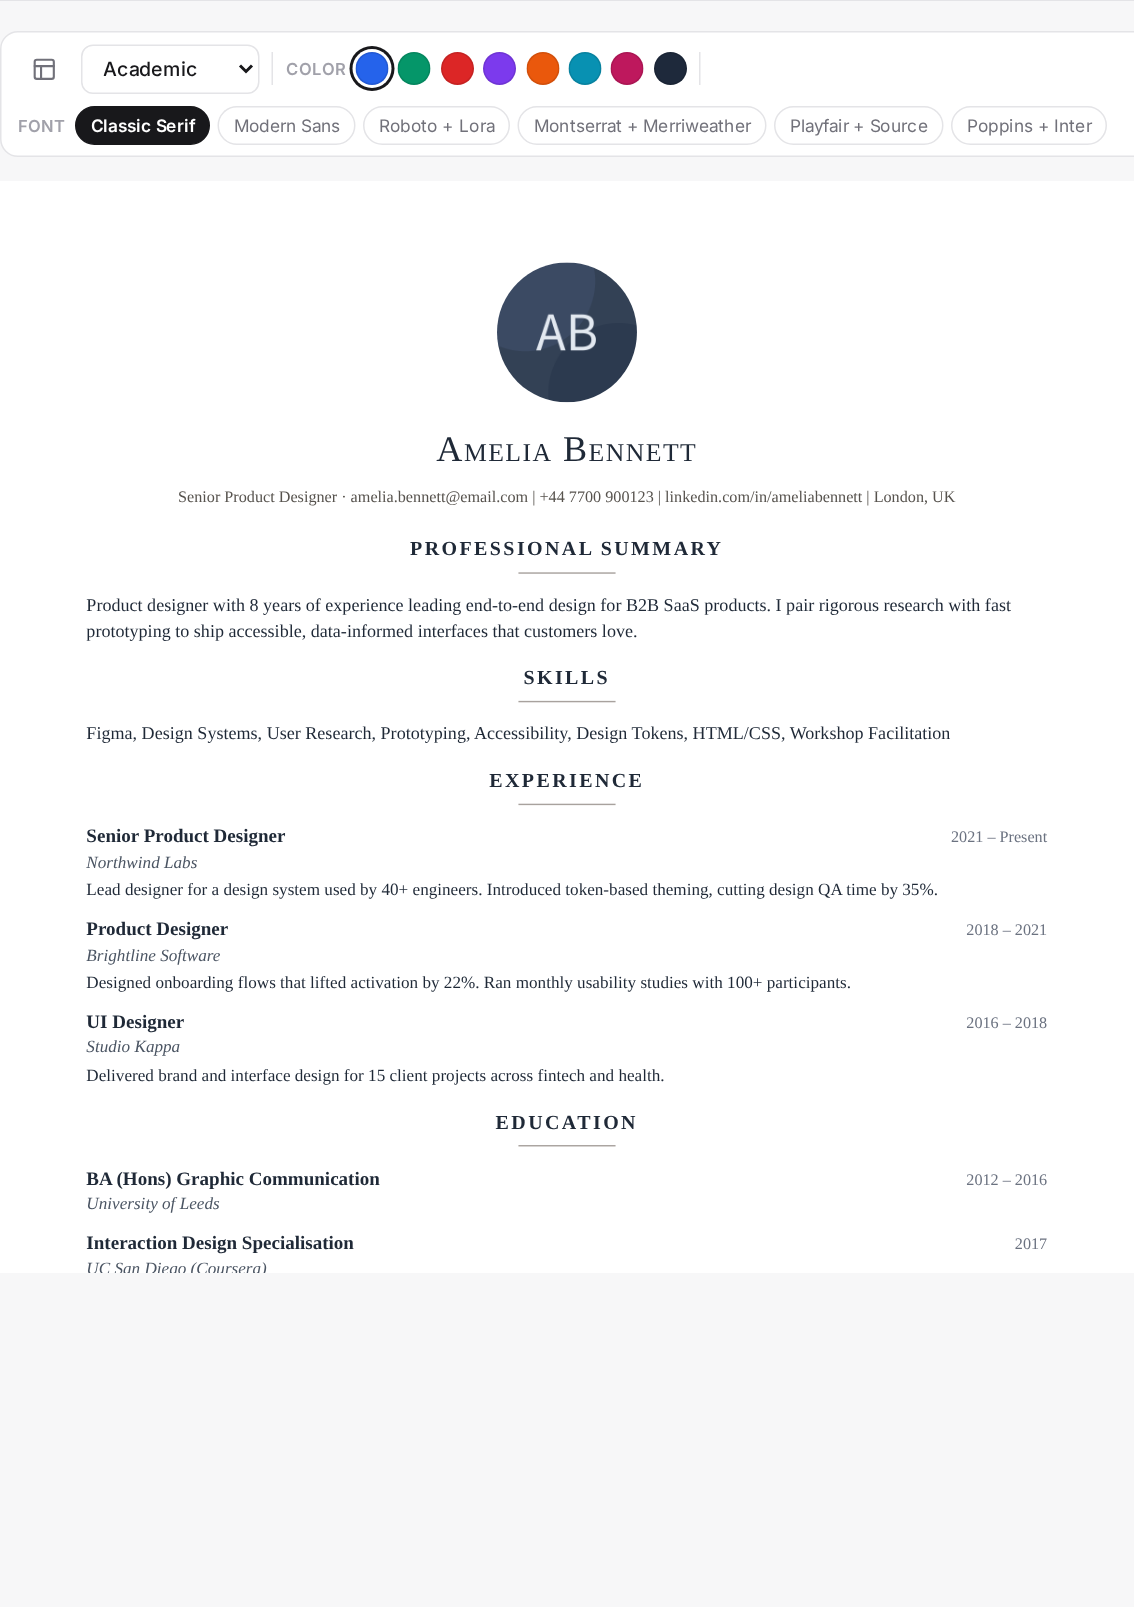 Academic
COLOR
FONT
Classic Serif
Modern Sans
Roboto + Lora
Montserrat + Merriweather
Playfair + Source
Poppins + Inter
AB
Amelia Bennett
Senior Product Designer · amelia.bennett@email.com | +44 7700 900123 | linkedin.com/in/ameliabennett | London, UK
PROFESSIONAL SUMMARY
Product designer with 8 years of experience leading end-to-end design for B2B SaaS products. I pair rigorous research with fast
prototyping to ship accessible, data-informed interfaces that customers love.
SKILLS
Figma, Design Systems, User Research, Prototyping, Accessibility, Design Tokens, HTML/CSS, Workshop Facilitation
EXPERIENCE
Senior Product Designer 2021 – Present
Northwind Labs
Lead designer for a design system used by 40+ engineers. Introduced token-based theming, cutting design QA time by 35%.
Product Designer 2018 – 2021
Brightline Software
Designed onboarding flows that lifted activation by 22%. Ran monthly usability studies with 100+ participants.
UI Designer 2016 – 2018
Studio Kappa
Delivered brand and interface design for 15 client projects across fintech and health.
EDUCATION
BA (Hons) Graphic Communication 2012 – 2016
University of Leeds
Interaction Design Specialisation 2017
UC San Diego (Coursera)